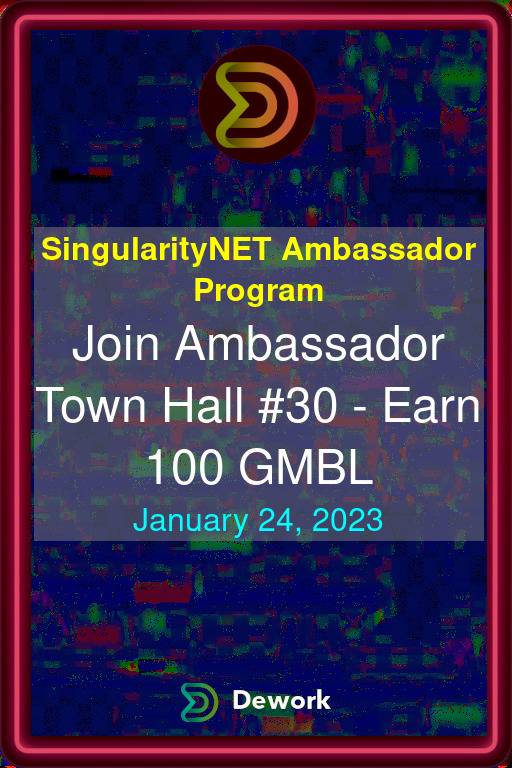 SingularityNET Ambassador
Program
Join Ambassador
Town Hall #30 - Earn
100 GMBL
January 24, 2023
Dework